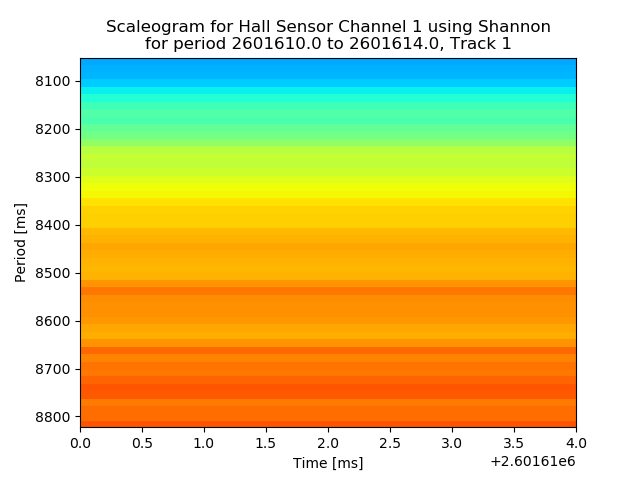 Scaleogram for Hall Sensor Channel 1 using Shannon
for period 2601610.0 to 2601614.0, Track 1
Period [ms]
8100
8200
8300
8400
8500
8600
8700
8800
0.0 0.5 1.0 1.5 2.0 2.5 3.0 3.5 4.0
Time [ms]
+2.60161e6